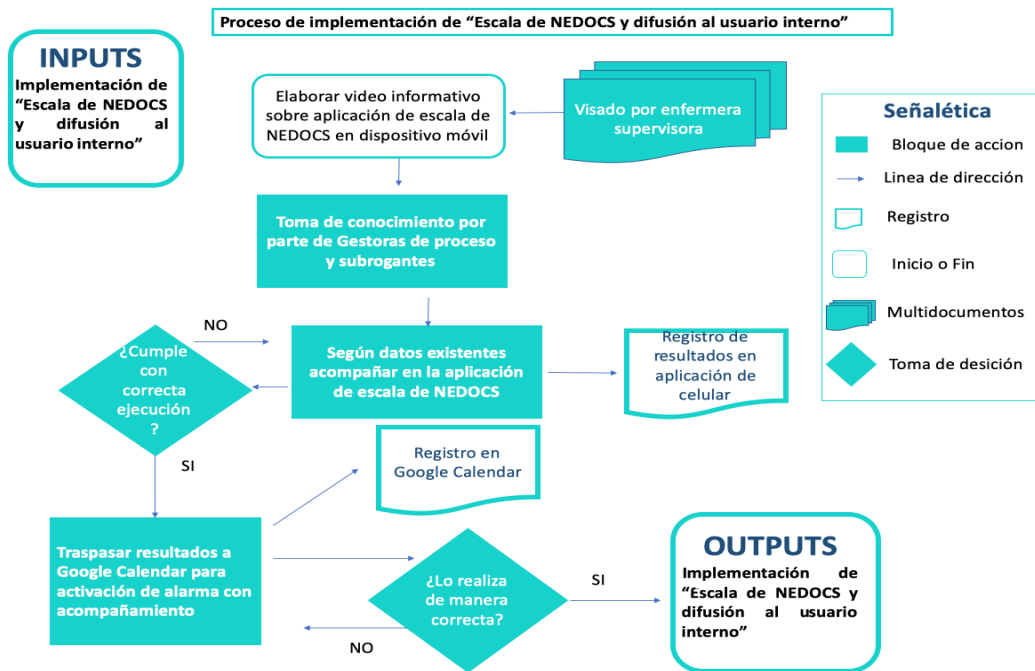 Proceso de implementación de “Escala de NEDOCS y difusión al usuario interno”
INPUTS
Implementación de
“Escala de NEDOCS
y difusión al
usuario interno”
Elaborar video informativo
sobre aplicación de escala de
NEDOCS en dispositivo móvil
Visado por enfermera
supervisora
Señalética
Bloque de accion
Linea de dirección
Registro
Inicio o Fin
Multidocumentos
Toma de desición
Toma de conocimiento por
parte de Gestoras de proceso
y subrogantes
NO
¿Cumple
con
correcta
ejecución
?
Según datos existentes
acompañar en la aplicación
de escala de NEDOCS
Registro de
resultados en
aplicación de
celular
SI
Registro en
Google Calendar
Traspasar resultados a
Google Calendar para
activación de alarma con
acompañamiento
¿Lo realiza
de manera
correcta?
SI
NO
OUTPUTS
Implementación de
“Escala de NEDOCS y
difusión al usuario
interno”